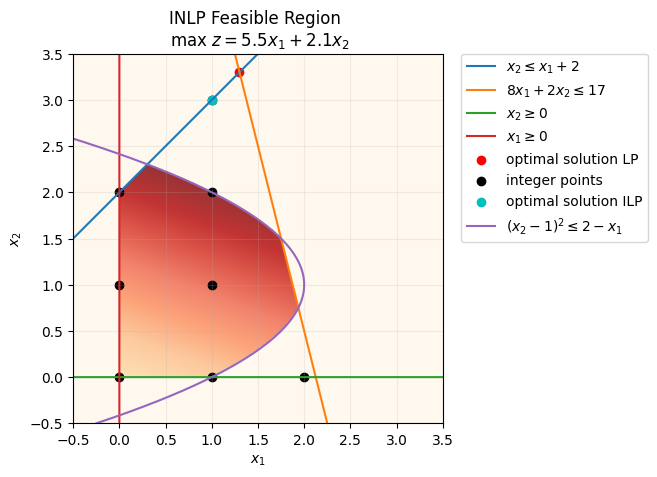 INLP Feasible Region
max z = 5.5x₁ + 2.1x₂
3.5
3.0
2.5
2.0
1.5
1.0
0.5
0.0
−0.5
x₂
−0.5 0.0 0.5 1.0 1.5 2.0 2.5 3.0 3.5
x₁
x₂ ≤ x₁ + 2
8x₁ + 2x₂ ≤ 17
x₂ ≥ 0
x₁ ≥ 0
optimal solution LP
integer points
optimal solution ILP
(x₂ − 1)² ≤ 2 − x₁